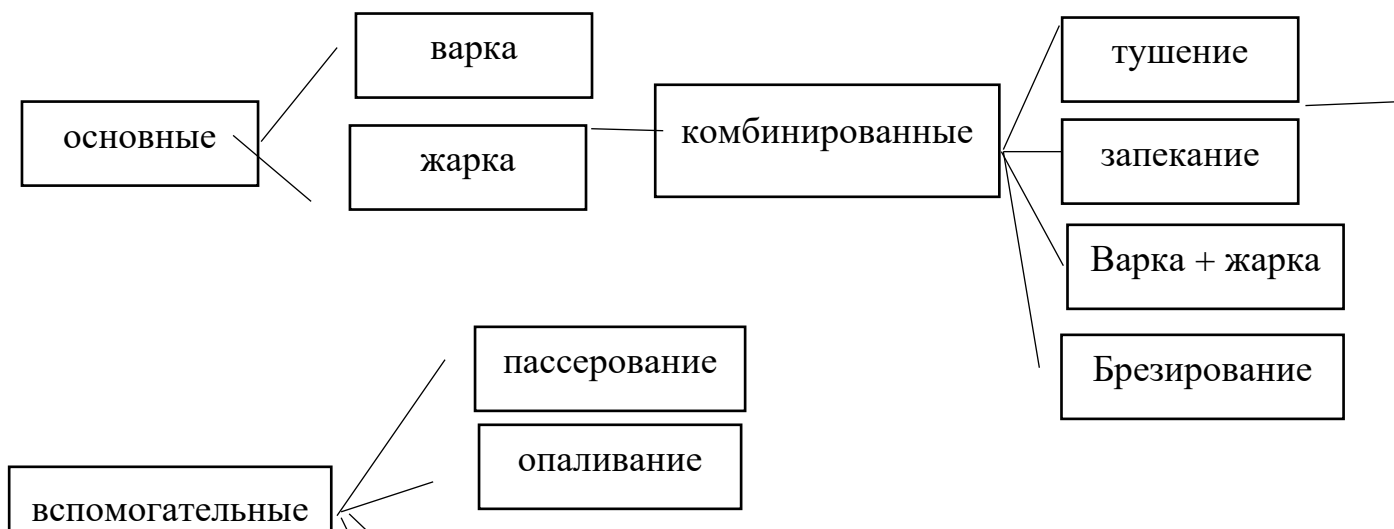 основные
варка
жарка
комбинированные
тушение
запекание
Варка + жарка
Брезирование
вспомогательные
пассерование
опаливание